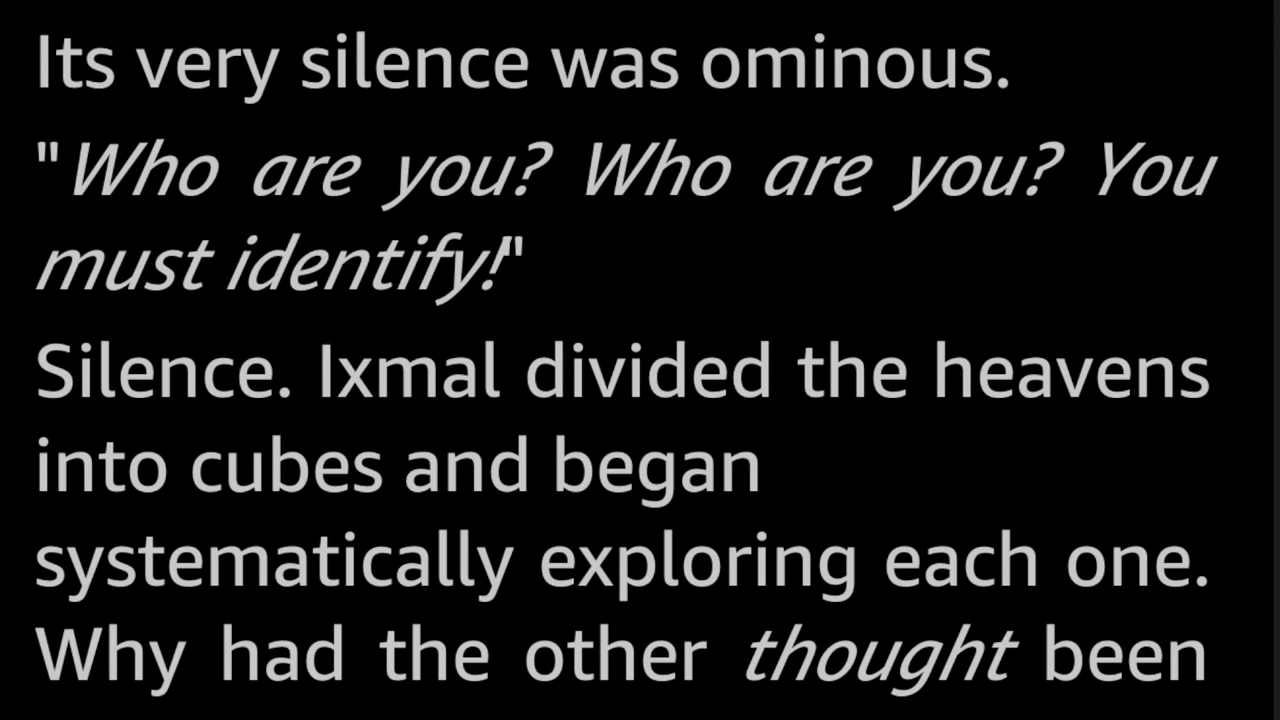 Its very silence was ominous.
"Who are you? Who are you? You
must identify!"
Silence. Ixmal divided the heavens
into cubes and began
systematically exploring each one.
Why had the other thought been